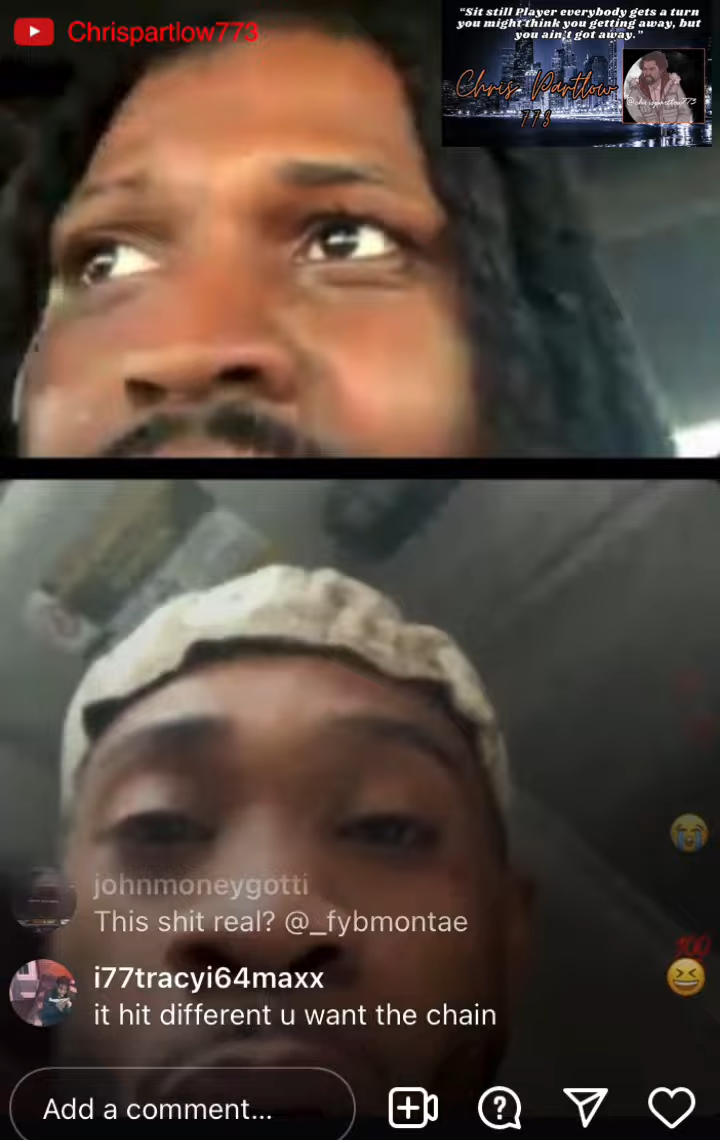 Chrispartlow773
"Sit still Player everybody gets a turn
you might think you getting away, but
you ain't got away."
Chris Partlow
773
@chrispartlow773
johnmoneygotti
This shit real? @_fybmontae
i77tracyi64maxx
it hit different u want the chain
Add a comment...